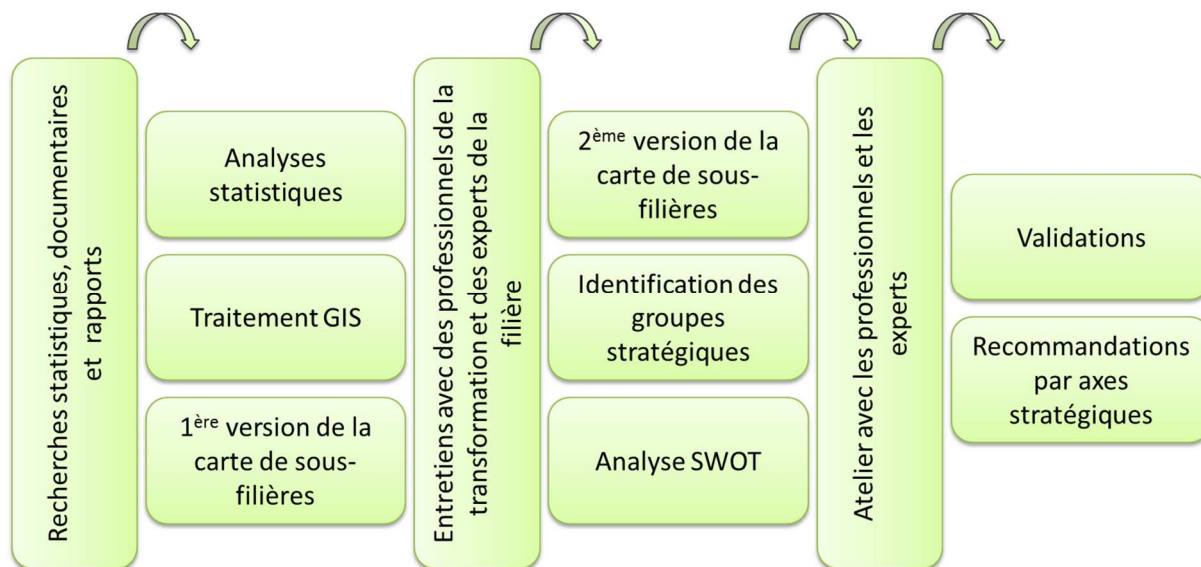 Recherches statistiques, documentaires
et rapports
Analyses
statistiques
Traitement GIS
1ère version de la
carte de sous-
filières
Entretiens avec des professionnels de la
transformation et des experts de la
filière
2ème version de la
carte de sous-
filières
Identification des
groupes
stratégiques
Analyse SWOT
Atelier avec les professionnels et les
experts
Validations
Recommandations
par axes
stratégiques